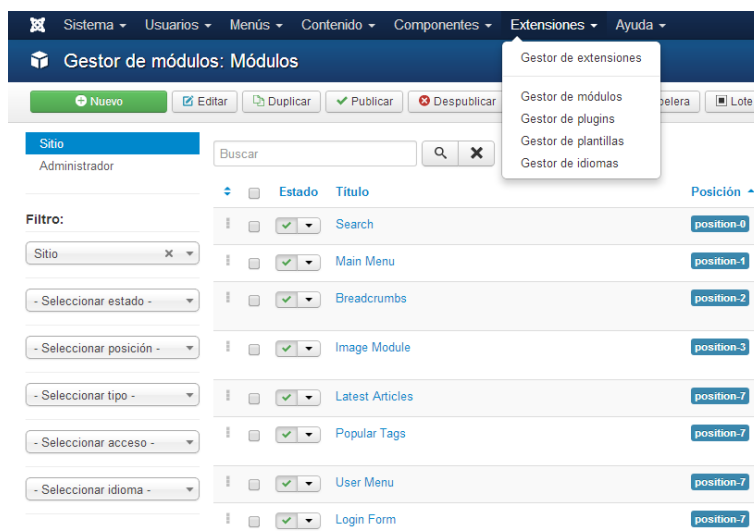 Sistema Usuarios Menús Contenido Componentes Extensiones Ayuda
Gestor de módulos: Módulos
Gestor de extensiones
Gestor de módulos
Gestor de plugins
Gestor de plantillas
Gestor de idiomas
Nuevo Editar Duplicar Publicar Despublicar Lote
Sitio
Administrador
Buscar
Estado Título Posición
Filtro:
Search position-0
Sitio
Main Menu position-1
- Seleccionar estado -
Breadcrumbs position-2
- Seleccionar posición -
Image Module position-3
- Seleccionar tipo -
Latest Articles position-7
- Seleccionar acceso -
Popular Tags position-7
- Seleccionar idioma -
User Menu position-7
Login Form position-7